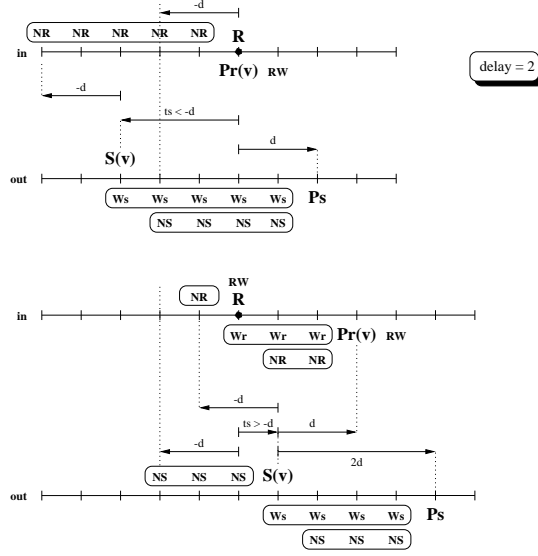 -d
NR NR NR NR NR R
in
Pr(v) RW
delay = 2
-d
ts < -d
d
S(v)
out
Ws Ws Ws Ws Ws Ps
NS NS NS NS
RW
NR R
in
Wr Wr Wr Pr(v) RW
NR NR
-d
ts > -d d
-d
2d
NS NS NS S(v)
out
Ws Ws Ws Ws Ps
NS NS NS